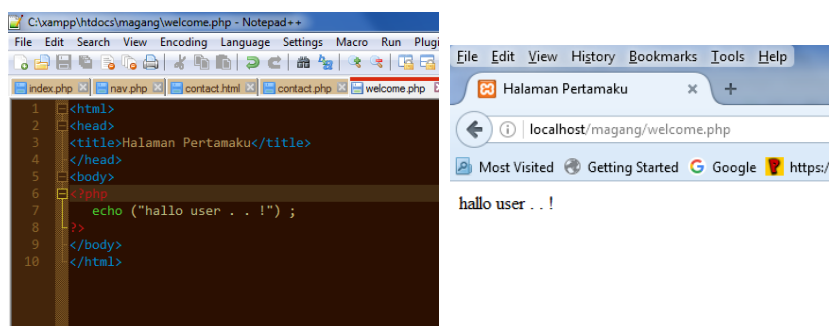 C:\xampp\htdocs\magang\welcome.php - Notepad++
File Edit Search View Encoding Language Settings Macro Run Plugi
index.php nav.php contact.html contact.php welcome.php
1 <html>
2 <head>
3 <title>Halaman Pertamaku</title>
4 </head>
5 <body>
6 <?php
7 echo ("hallo user . . !") ;
8 ?>
9 </body>
10 </html>
File Edit View History Bookmarks Tools Help
Halaman Pertamaku
localhost/magang/welcome.php
Most Visited Getting Started Google https:/
hallo user . . !